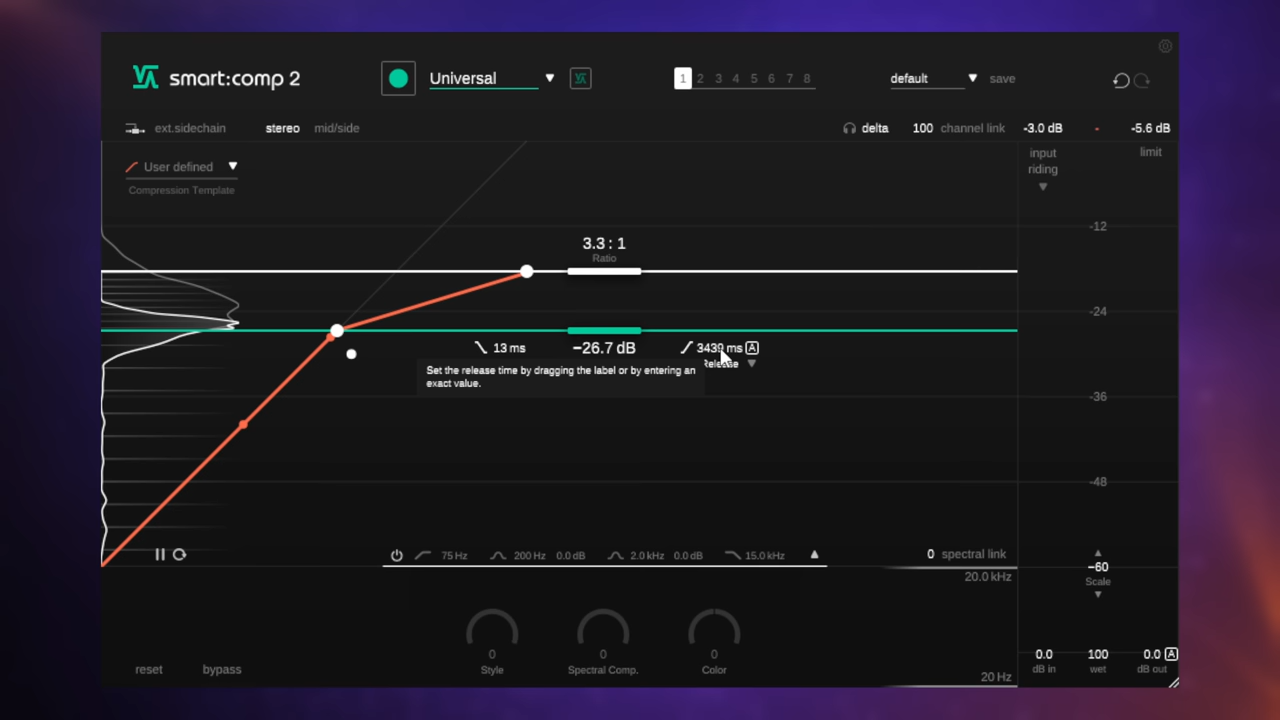 smart:comp 2
Universal
1 2 3 4 5 6 7 8
default
save
ext.sidechain
stereo
mid/side
delta
100 channel link
-3.0 dB
-5.6 dB
User defined
Compression Template
input
riding
limit
-12
3.3 : 1
Ratio
-24
13 ms
−26.7 dB
3439 ms A
Release
Set the release time by dragging the label or by entering an
exact value.
-36
-48
75 Hz
200 Hz 0.0 dB
2.0 kHz 0.0 dB
15.0 kHz
0 spectral link
20.0 kHz
−60
Scale
0
Style
0
Spectral Comp.
0
Color
reset
bypass
20 Hz
0.0
dB in
100
wet
0.0 A
dB out